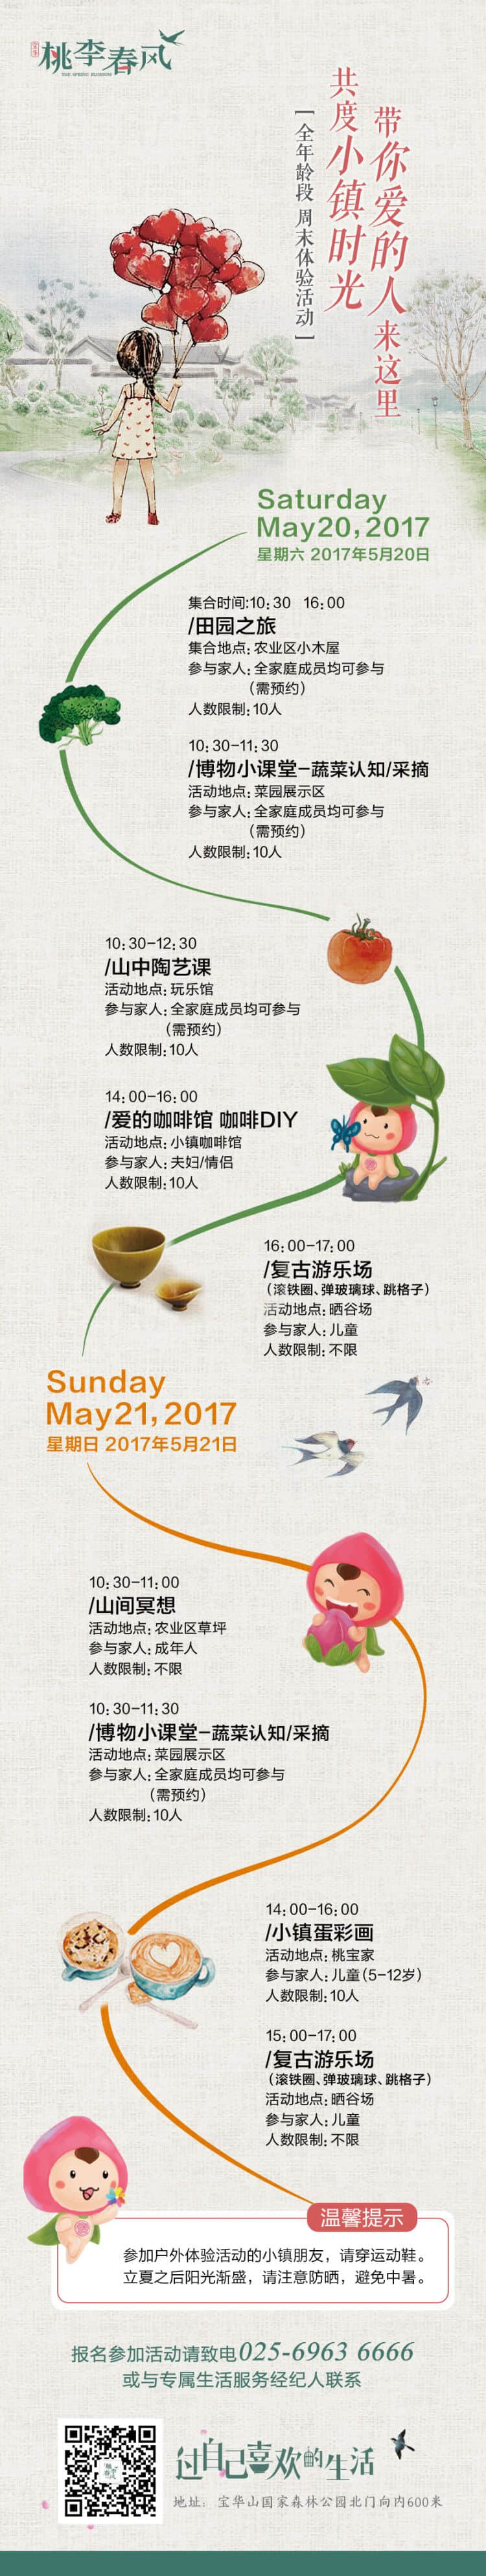 桃李春风
THE SPRING BLOSSOM
带你爱的人来这里
共度小镇时光
[全年龄段 周末体验活动]
Saturday
May20, 2017
星期六 2017年5月20日
集合时间:10:30 16:00
/田园之旅
集合地点:农业区小木屋
参与家人:全家庭成员均可参与
(需预约)
人数限制:10人
10:30-11:30
/博物小课堂-蔬菜认知/采摘
活动地点:菜园展示区
参与家人:全家庭成员均可参与
(需预约)
人数限制:10人
10:30-12:30
/山中陶艺课
活动地点:玩乐馆
参与家人:全家庭成员均可参与
(需预约)
人数限制:10人
14:00-16:00
/爱的咖啡馆 咖啡DIY
活动地点:小镇咖啡馆
参与家人:夫妇/情侣
人数限制:10人
16:00-17:00
/复古游乐场
(滚铁圈、弹玻璃球、跳格子)
活动地点:晒谷场
参与家人:儿童
人数限制:不限
Sunday
May21, 2017
星期日 2017年5月21日
10:30-11:00
/山间冥想
活动地点:农业区草坪
参与家人:成年人
人数限制:不限
10:30-11:30
/博物小课堂-蔬菜认知/采摘
活动地点:菜园展示区
参与家人:全家庭成员均可参与
(需预约)
人数限制:10人
14:00-16:00
/小镇蛋彩画
活动地点:桃宝家
参与家人:儿童(5-12岁)
人数限制:10人
15:00-17:00
/复古游乐场
(滚铁圈、弹玻璃球、跳格子)
活动地点:晒谷场
参与家人:儿童
人数限制:不限
温馨提示
参加户外体验活动的小镇朋友，请穿运动鞋。
立夏之后阳光渐盛，请注意防晒，避免中暑。
报名参加活动请致电025-6963 6666
或与专属生活服务经纪人联系
过自己喜欢的生活
地址：宝华山国家森林公园北门向内600米